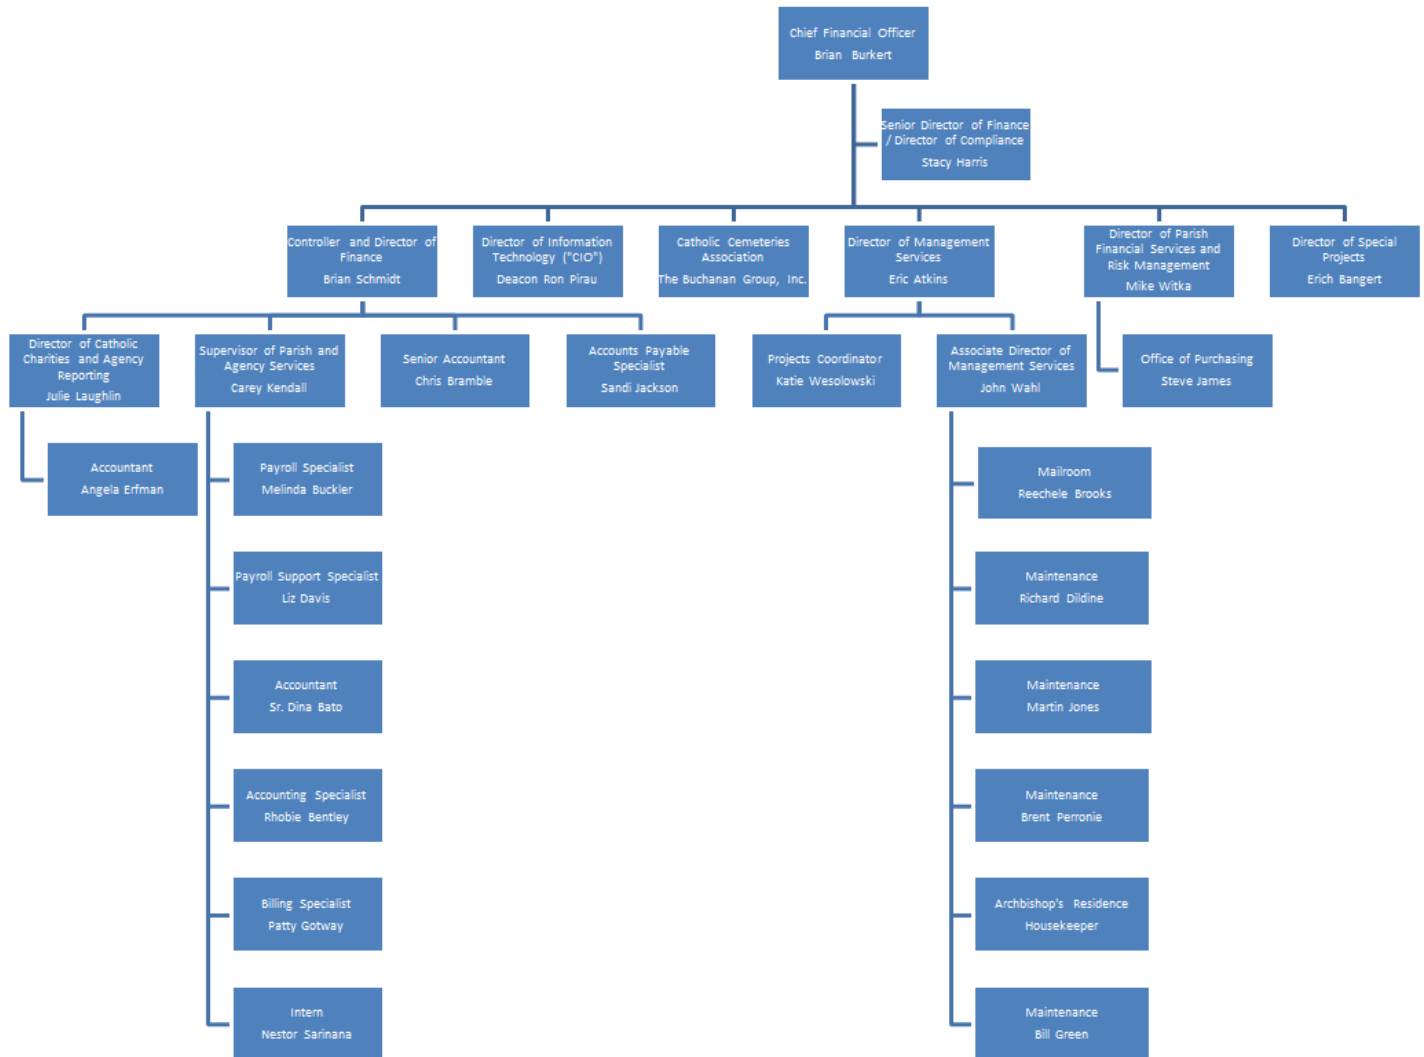 Chief Financial Officer
Brian Burkert
Senior Director of Finance
/ Director of Compliance
Stacy Harris
Controller and Director of
Finance
Brian Schmidt
Director of Information
Technology ("CIO")
Deacon Ron Pirau
Catholic Cemeteries
Association
The Buchanan Group, Inc.
Director of Management
Services
Eric Atkins
Director of Parish
Financial Services and
Risk Management
Mike Witka
Director of Special
Projects
Erich Bangert
Director of Catholic
Charities and Agency
Reporting
Julie Laughlin
Supervisor of Parish and
Agency Services
Carey Kendall
Senior Accountant
Chris Bramble
Accounts Payable
Specialist
Sandi Jackson
Projects Coordinator
Katie Wesolowski
Associate Director of
Management Services
John Wahl
Office of Purchasing
Steve James
Accountant
Angela Erfman
Payroll Specialist
Melinda Buckler
Payroll Support Specialist
Liz Davis
Accountant
Sr. Dina Bato
Accounting Specialist
Rhobie Bentley
Billing Specialist
Patty Gotway
Intern
Nestor Sarinana
Mailroom
Reechele Brooks
Maintenance
Richard Dildine
Maintenance
Martin Jones
Maintenance
Brent Perronie
Archbishop's Residence
Housekeeper
Maintenance
Bill Green